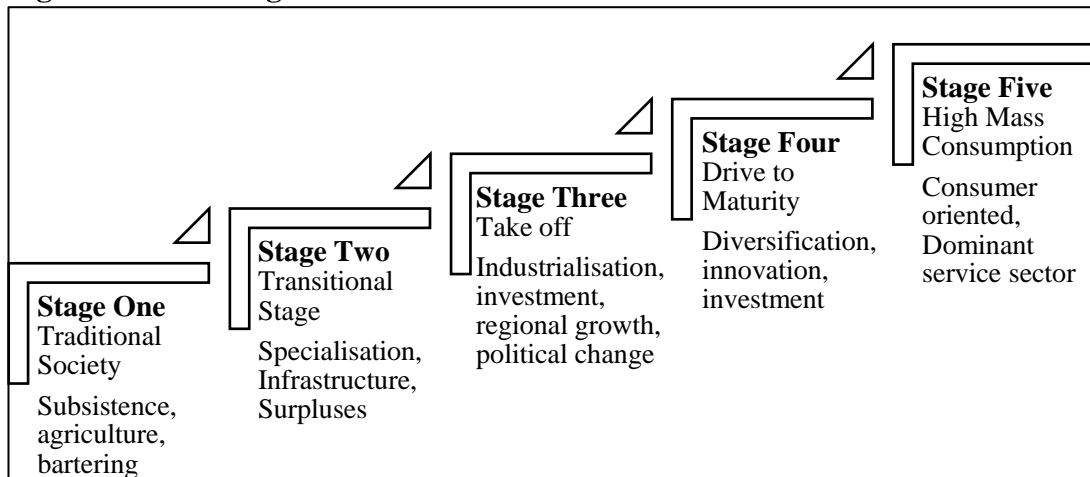 Stage One
Traditional
Society
Subsistence,
agriculture,
bartering
Stage Two
Transitional
Stage
Specialisation,
Infrastructure,
Surpluses
Stage Three
Take off
Industrialisation,
investment,
regional growth,
political change
Stage Four
Drive to
Maturity
Diversification,
innovation,
investment
Stage Five
High Mass
Consumption
Consumer
oriented,
Dominant
service sector